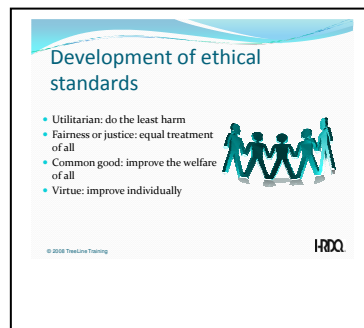 Development of ethical
standards
• Utilitarian: do the least harm
• Fairness or justice: equal treatment
of all
• Common good: improve the welfare
of all
• Virtue: improve individually
© 2008 TreeLine Training
HRDQ